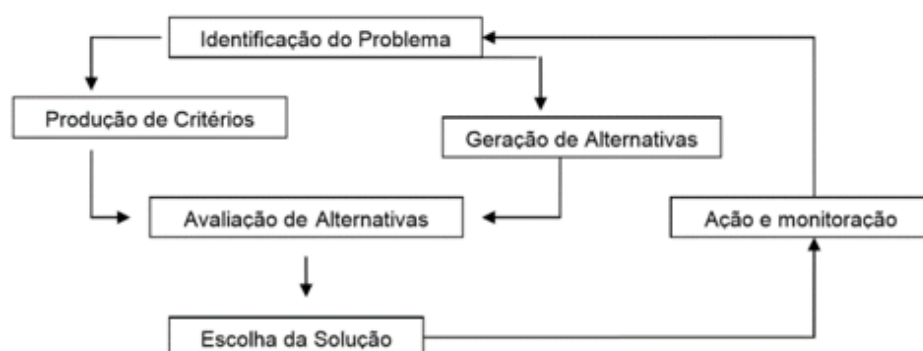 Identificação do Problema
Produção de Critérios
Geração de Alternativas
Avaliação de Alternativas
Ação e monitoração
Escolha da Solução